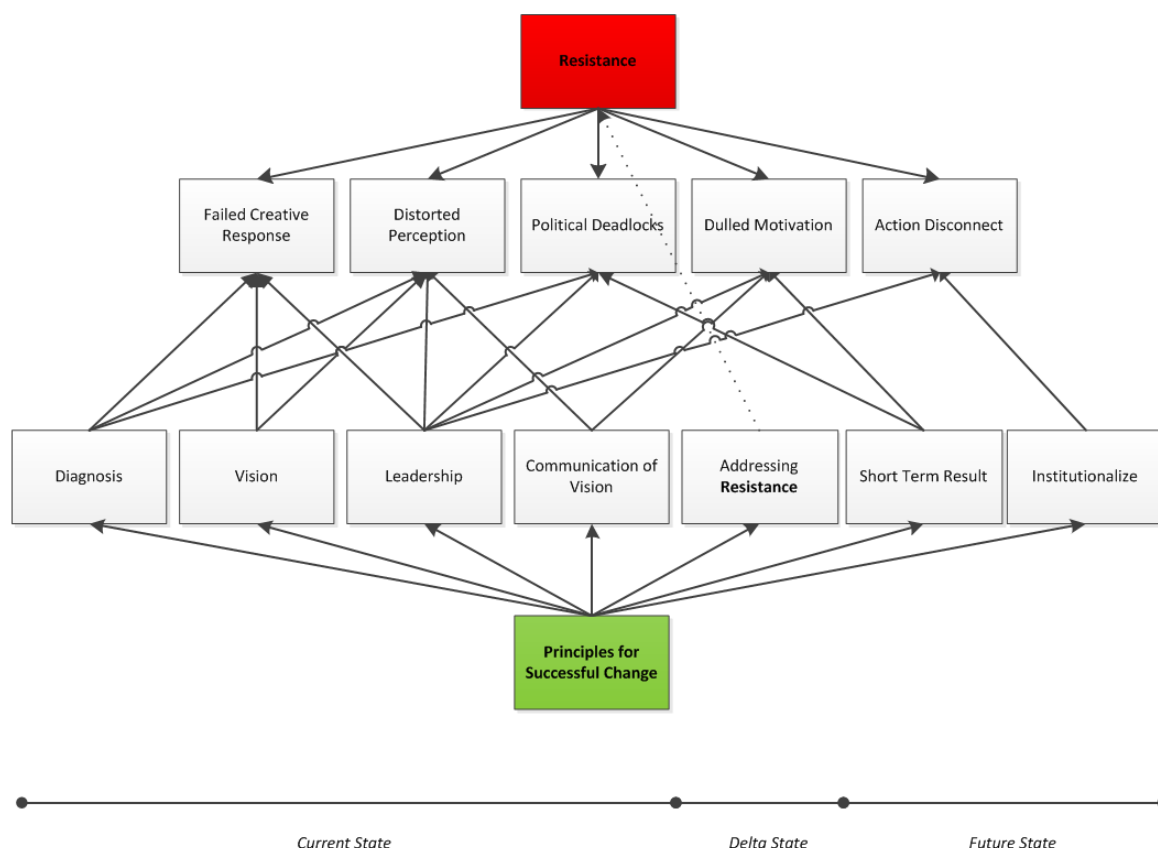 Resistance
Failed Creative
Response
Distorted
Perception
Political Deadlocks
Dulled Motivation
Action Disconnect
Diagnosis
Vision
Leadership
Communication of
Vision
Addressing
Resistance
Short Term Result
Institutionalize
Principles for
Successful Change
Current State
Delta State
Future State